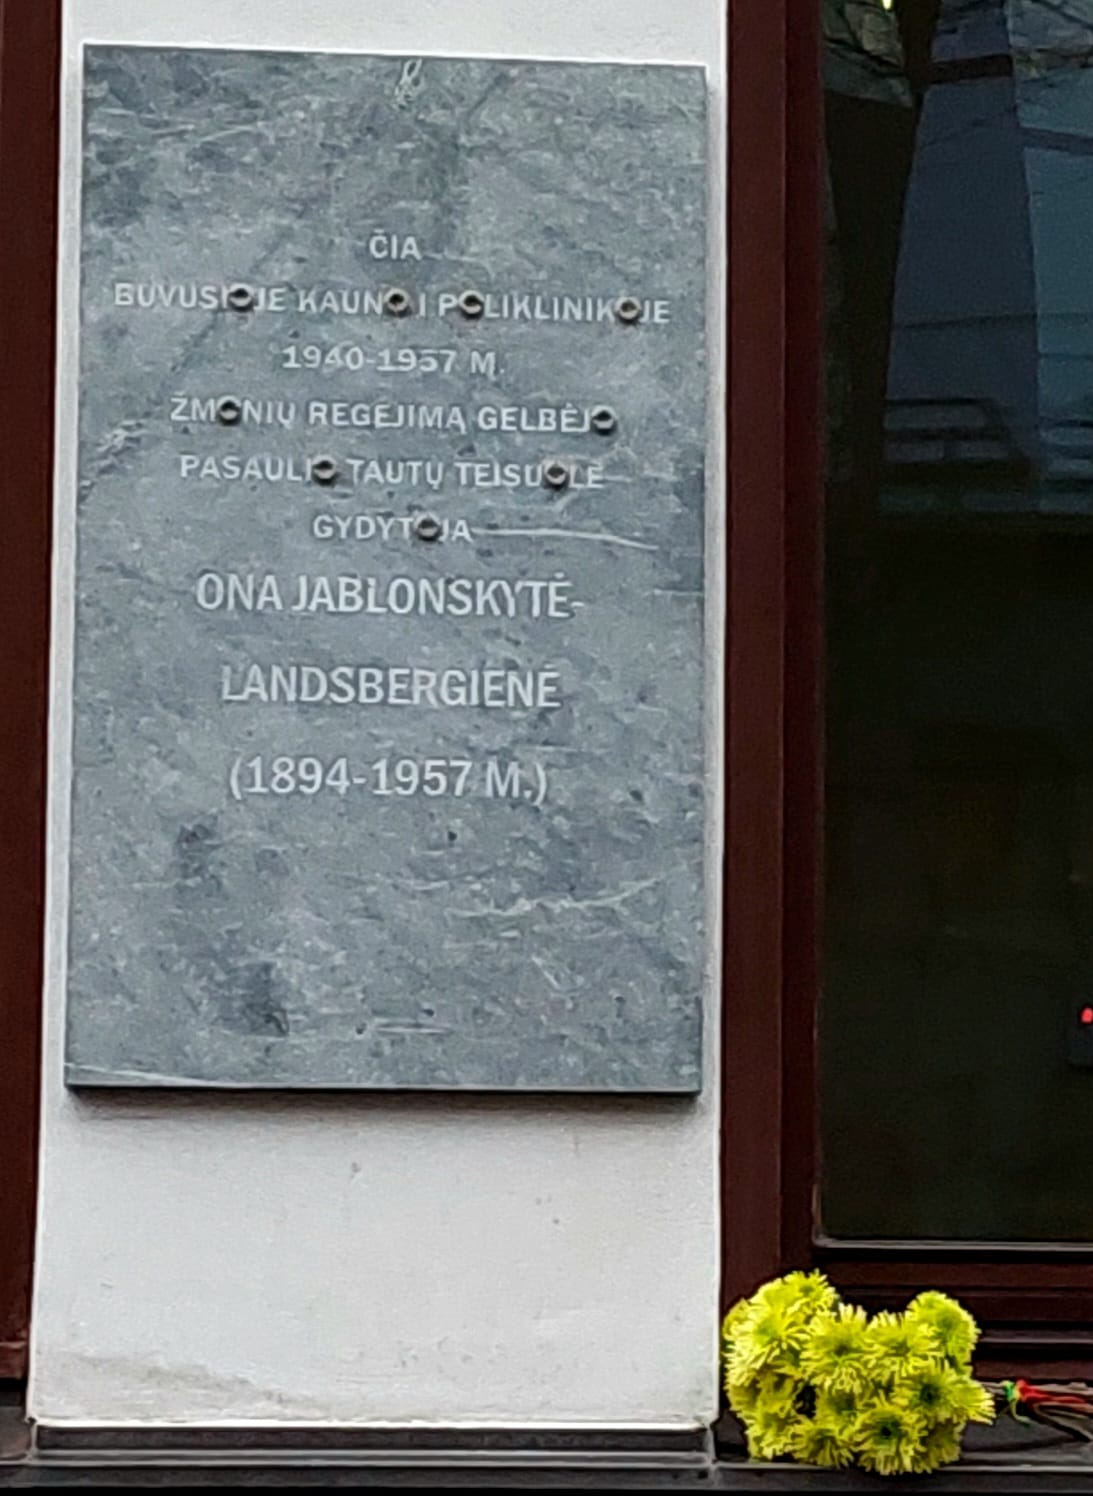 ČIA
BUVUSIOJE KAUNO I POLIKLINIKOJE
1940-1957 M.
ŽMONIŲ REGĖJIMĄ GELBĖJO
PASAULIO TAUTŲ TEISUOLĖ
GYDYTOJA
ONA JABLONSKYTĖ-
LANDSBERGIENĖ
(1894-1957 M.)